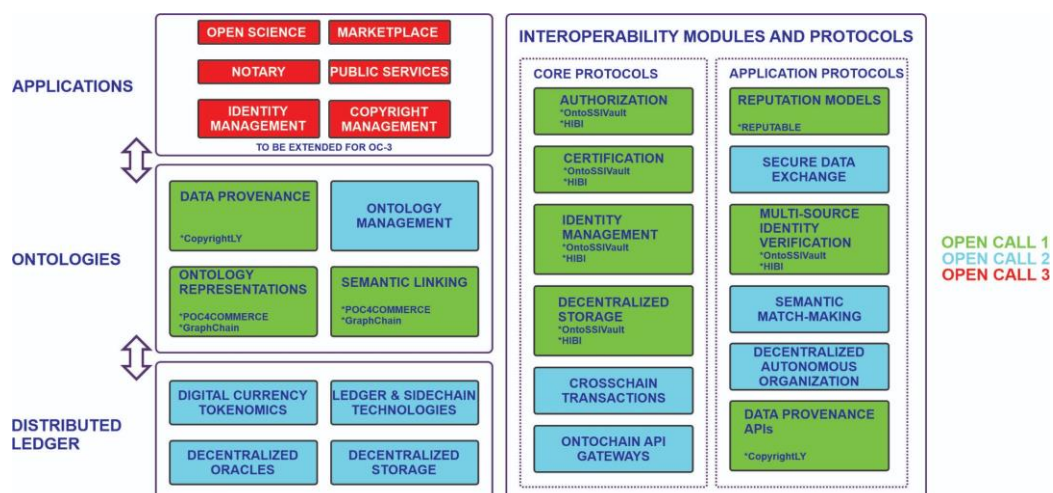 APPLICATIONS
OPEN SCIENCE
MARKETPLACE
NOTARY
PUBLIC SERVICES
IDENTITY
MANAGEMENT
COPYRIGHT
MANAGEMENT
TO BE EXTENDED FOR OC-3
ONTOLOGIES
DATA PROVENANCE
*CopyrightLY
ONTOLOGY
MANAGEMENT
ONTOLOGY
REPRESENTATIONS
*POC4COMMERCE
*GraphChain
SEMANTIC LINKING
*POC4COMMERCE
*GraphChain
DISTRIBUTED
LEDGER
DIGITAL CURRENCY
TOKENOMICS
LEDGER & SIDECHAIN
TECHNOLOGIES
DECENTRALIZED
ORACLES
DECENTRALIZED
STORAGE
INTEROPERABILITY MODULES AND PROTOCOLS
CORE PROTOCOLS
AUTHORIZATION
*OntoSSIVault
*HIBI
CERTIFICATION
*OntoSSIVault
*HIBI
IDENTITY
MANAGEMENT
*OntoSSIVault
*HIBI
DECENTRALIZED
STORAGE
*OntoSSIVault
*HIBI
CROSSCHAIN
TRANSACTIONS
ONTOCHAIN API
GATEWAYS
APPLICATION PROTOCOLS
REPUTATION MODELS
*REPUTABLE
SECURE DATA
EXCHANGE
MULTI-SOURCE
IDENTITY
VERIFICATION
*OntoSSIVault
*HIBI
SEMANTIC
MATCH-MAKING
DECENTRALIZED
AUTONOMOUS
ORGANIZATION
DATA PROVENANCE
APIs
*CopyrightLY
OPEN CALL 1
OPEN CALL 2
OPEN CALL 3